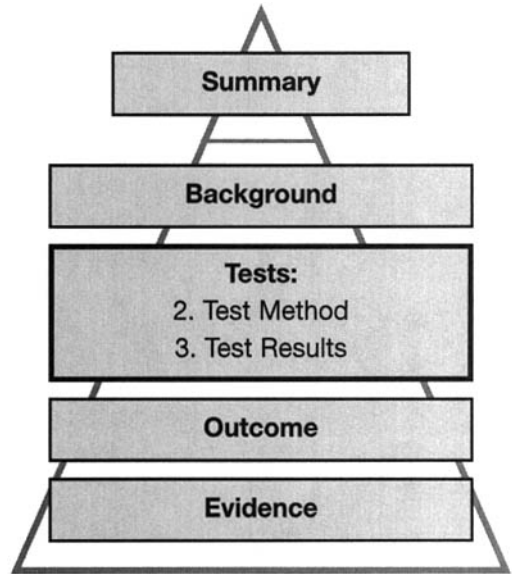 Summary
Background
Tests:
2. Test Method
3. Test Results
Outcome
Evidence